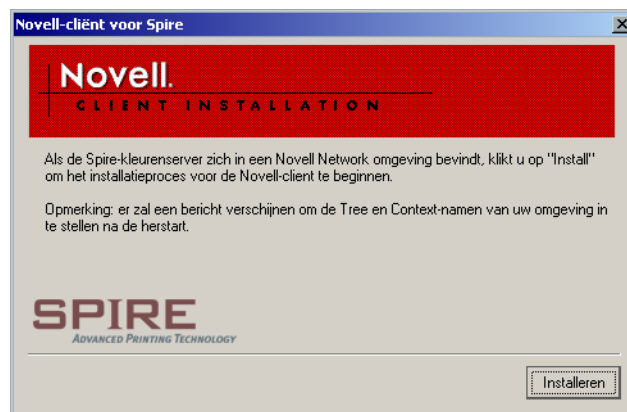 Novell-cliënt voor Spire
Novell.
CLIENT INSTALLATION
Als de Spire-kleurenserver zich in een Novell Network omgeving bevindt, klikt u op "Install"
om het installatieproces voor de Novell-client te beginnen.
Opmerking: er zal een bericht verschijnen om de Tree en Context-namen van uw omgeving in
te stellen na de herstart.
SPIRE
ADVANCED PRINTING TECHNOLOGY
Installeren